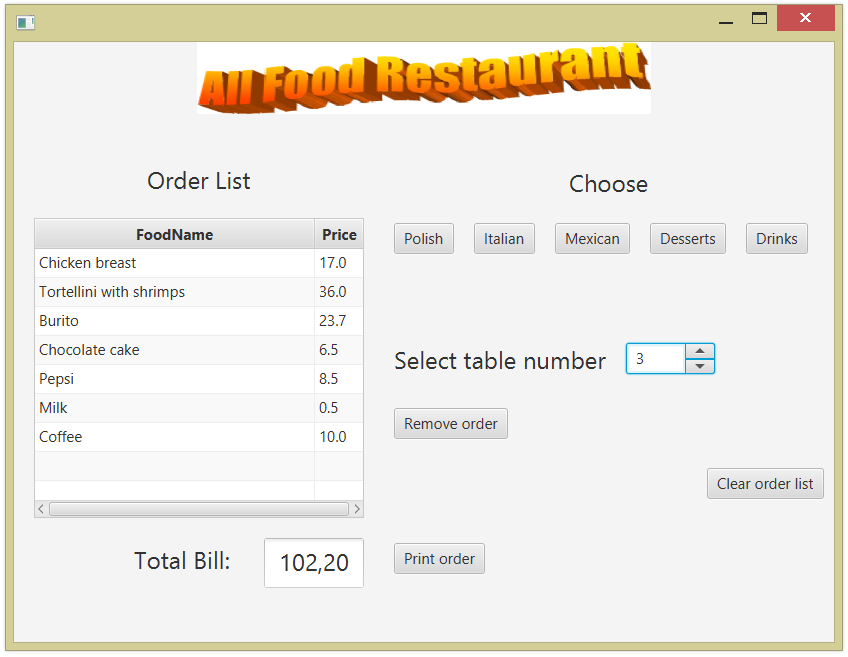 All Food Restaurant
Order List
Choose
FoodName Price
Chicken breast 17.0
Tortellini with shrimps 36.0
Burito 23.7
Chocolate cake 6.5
Pepsi 8.5
Milk 0.5
Coffee 10.0
Polish Italian Mexican Desserts Drinks
Select table number 3
Remove order
Clear order list
Total Bill: 102,20
Print order